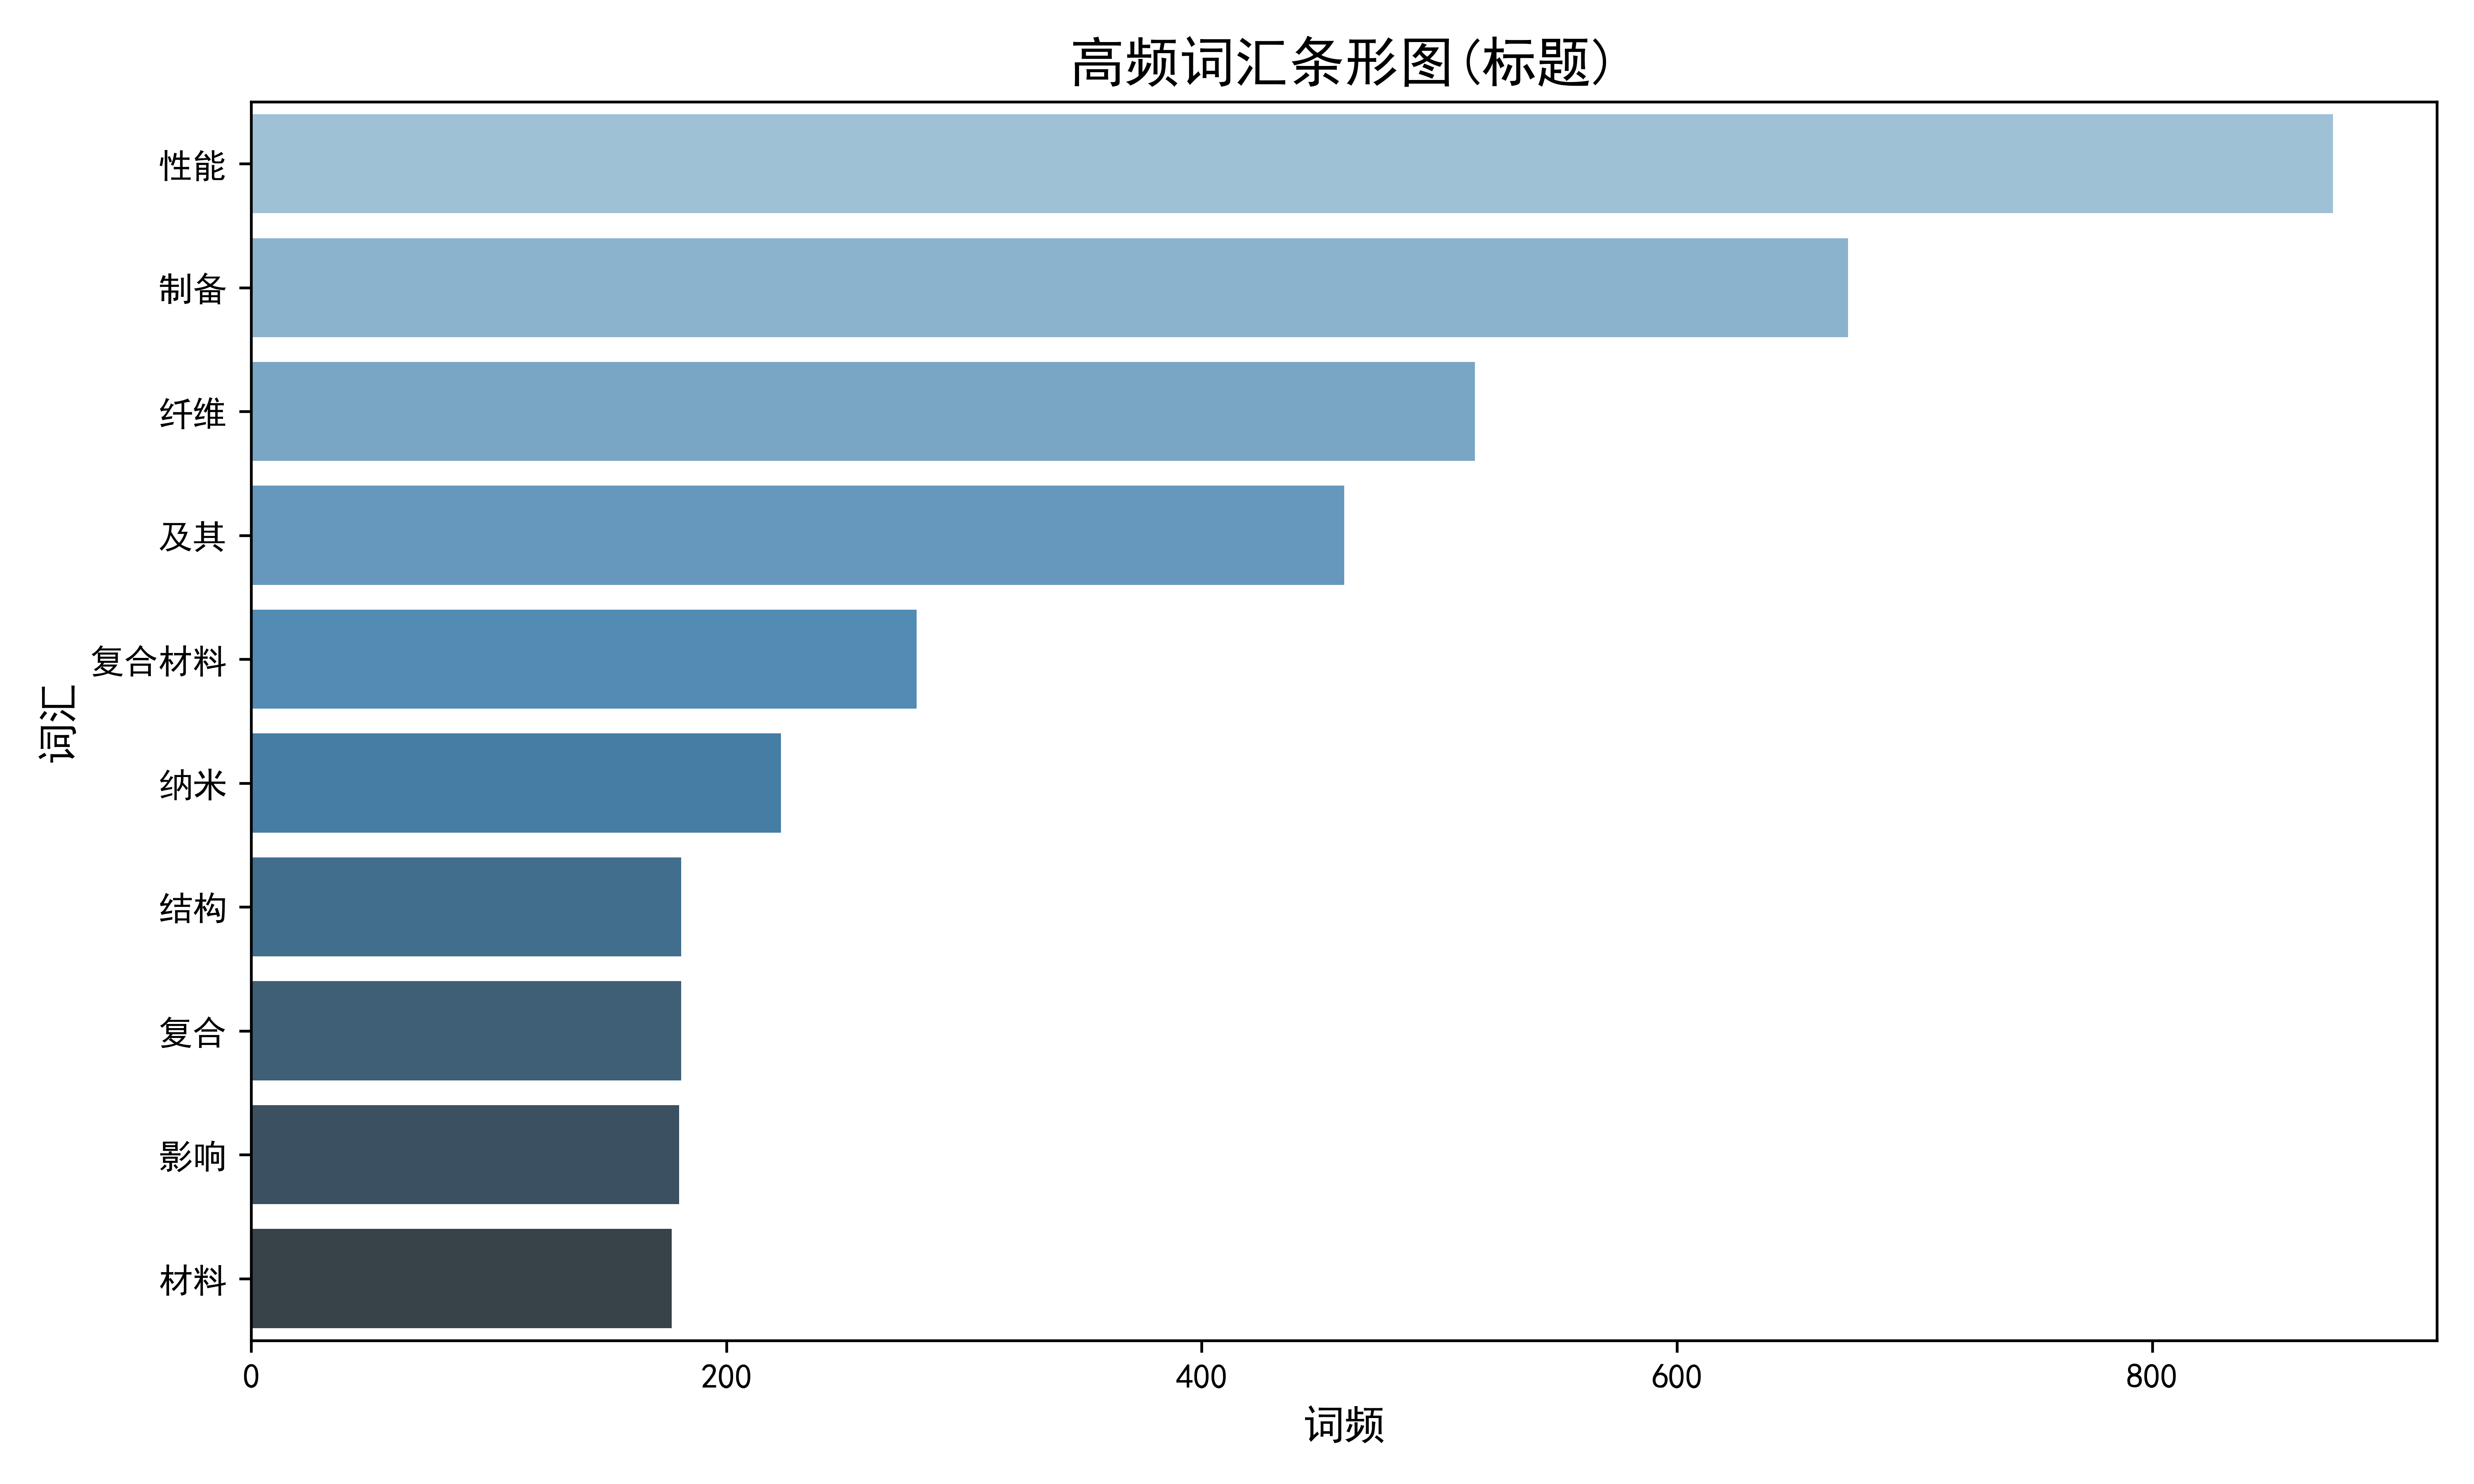 高频词汇条形图(标题)
性能
制备
纤维
及其
复合材料
纳米
结构
复合
影响
材料
词汇
0 200 400 600 800
词频